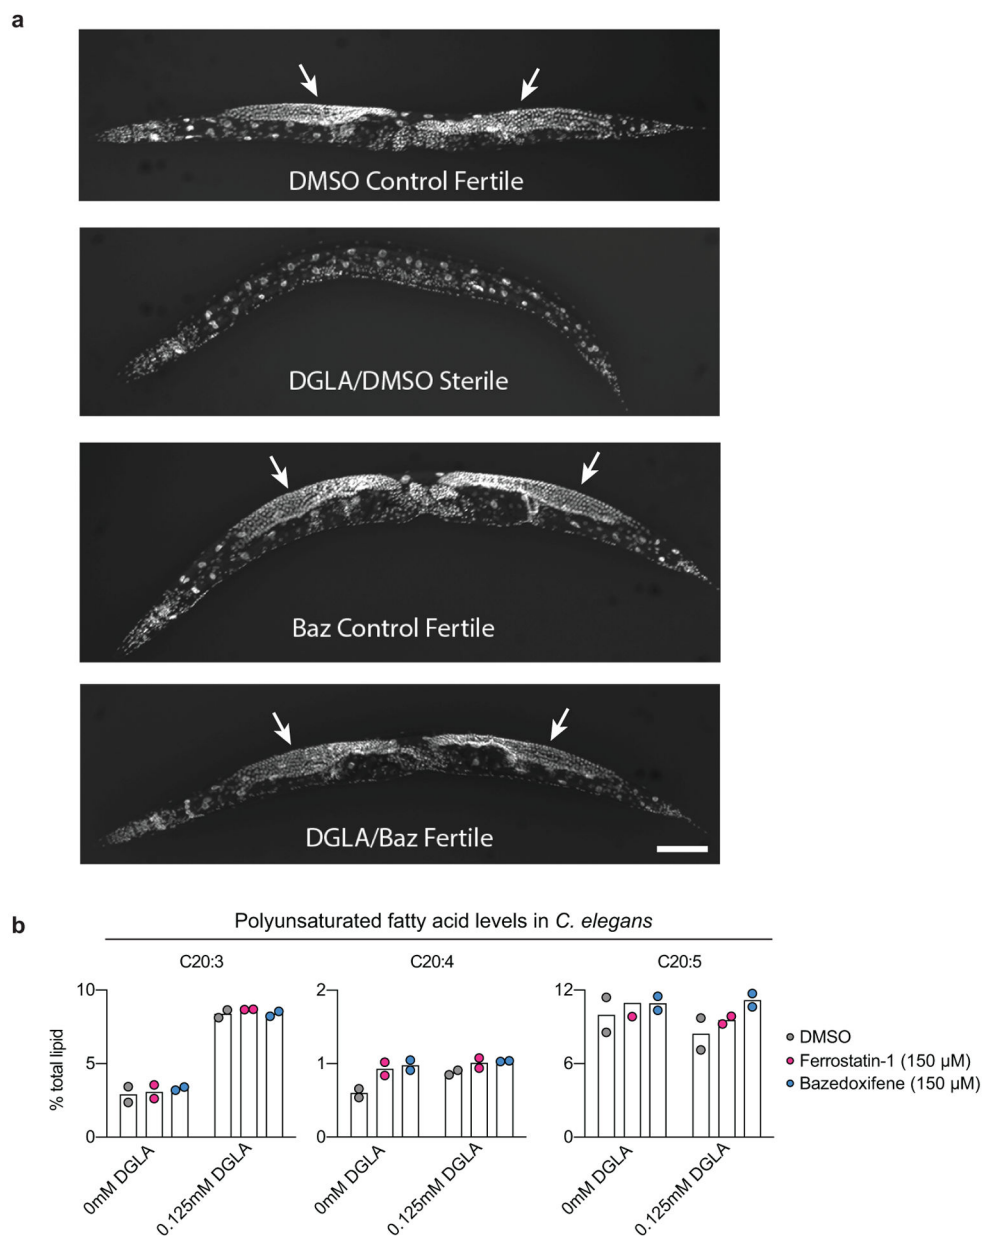 a
DMSO Control Fertile
DGLA/DMSO Sterile
Baz Control Fertile
DGLA/Baz Fertile
b
Polyunsaturated fatty acid levels in C. elegans
C20:3
C20:4
C20:5
% total lipid
10
5
0
2
1
0
12
6
0
0mM DGLA
0.125mM DGLA
0mM DGLA
0.125mM DGLA
0mM DGLA
0.125mM DGLA
DMSO
Ferrostatin-1 (150 µM)
Bazedoxifene (150 µM)